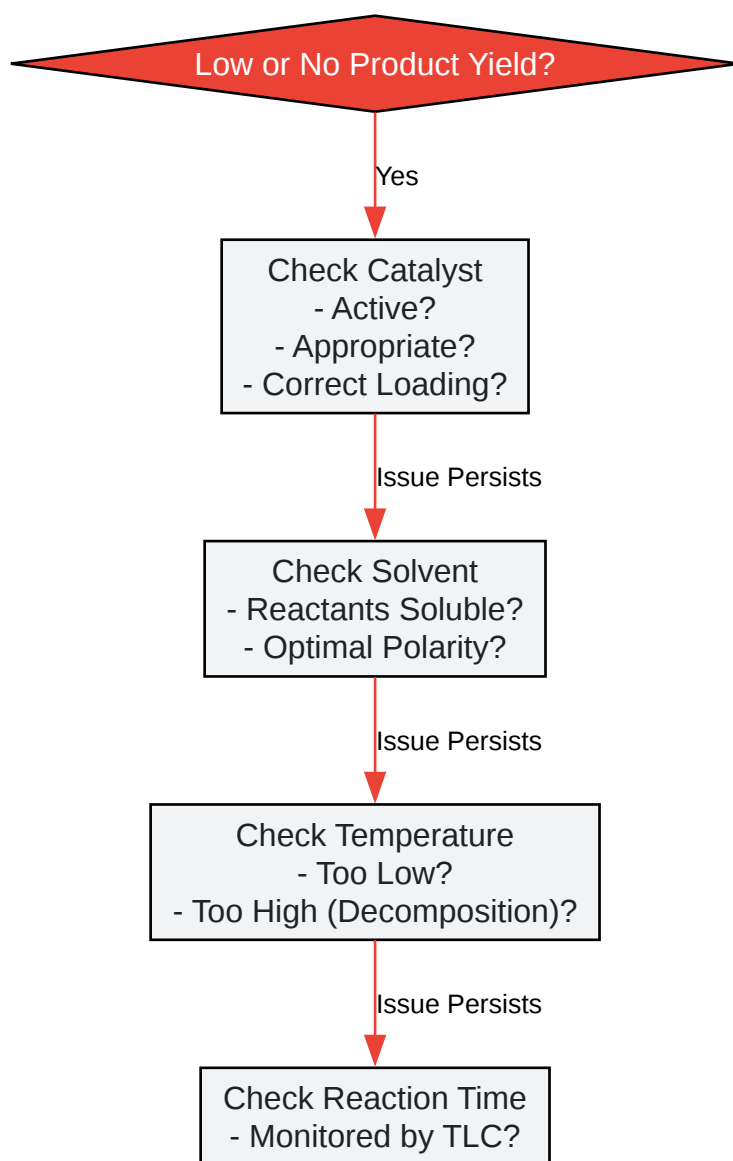 Low or No Product Yield?
Yes
Check Catalyst
- Active?
- Appropriate?
- Correct Loading?
Issue Persists
Check Solvent
- Reactants Soluble?
- Optimal Polarity?
Issue Persists
Check Temperature
- Too Low?
- Too High (Decomposition)?
Issue Persists
Check Reaction Time
- Monitored by TLC?